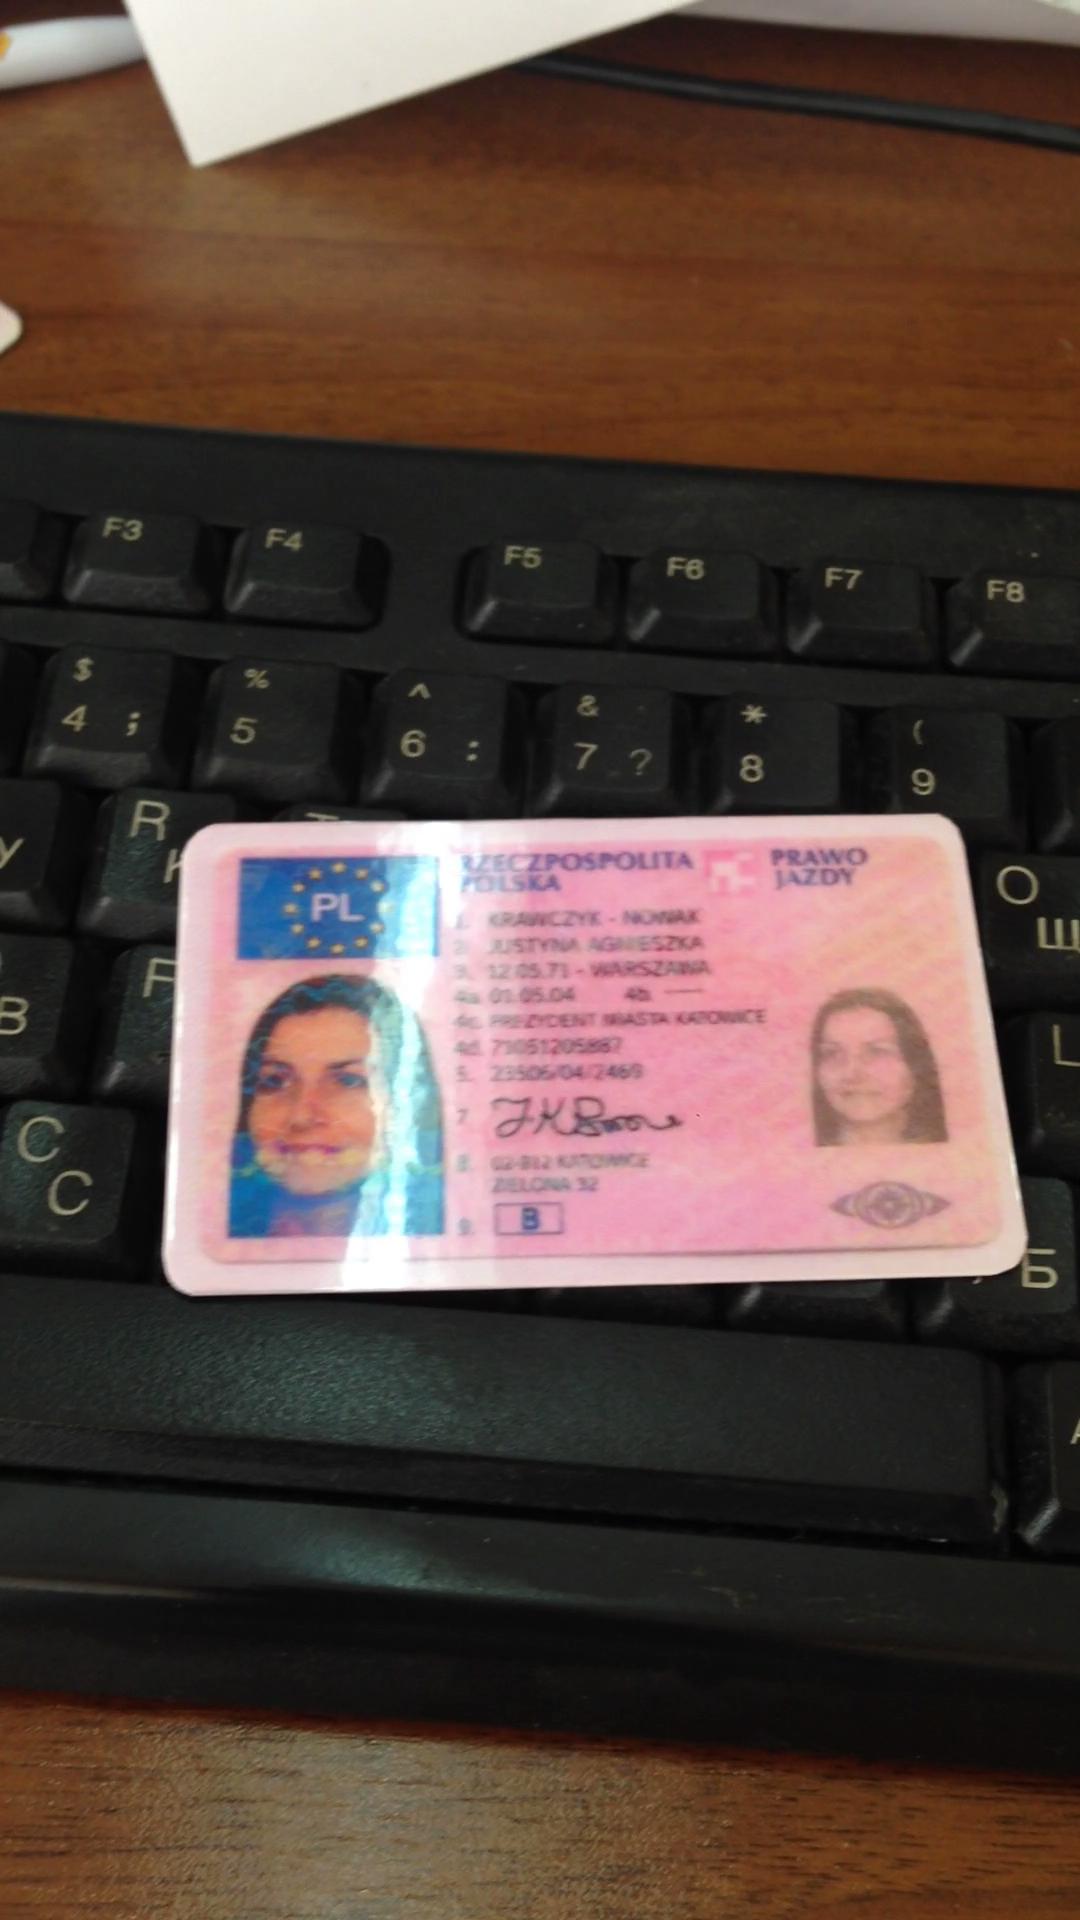 F3 F4 F5 F6 F7 F8
$ % ^ & * (
4 ; 5 6 : 7 ? 8 9
R О
Щ
F
В
C
С
Б
PL
RZECZPOSPOLITA
POLSKA
PRAWO
JAZDY
1. KRAWCZYK - NOWAK
2. JUSTYNA AGNIESZKA
3. 12.05.71 - WARSZAWA
4a. 01.05.04 4b. ——
4c. PREZYDENT MIASTA KATOWICE
4d. 71051205887
5. 23506/04/2469
7.
8. 02-812 KATOWICE
ZIELONA 32
9. B